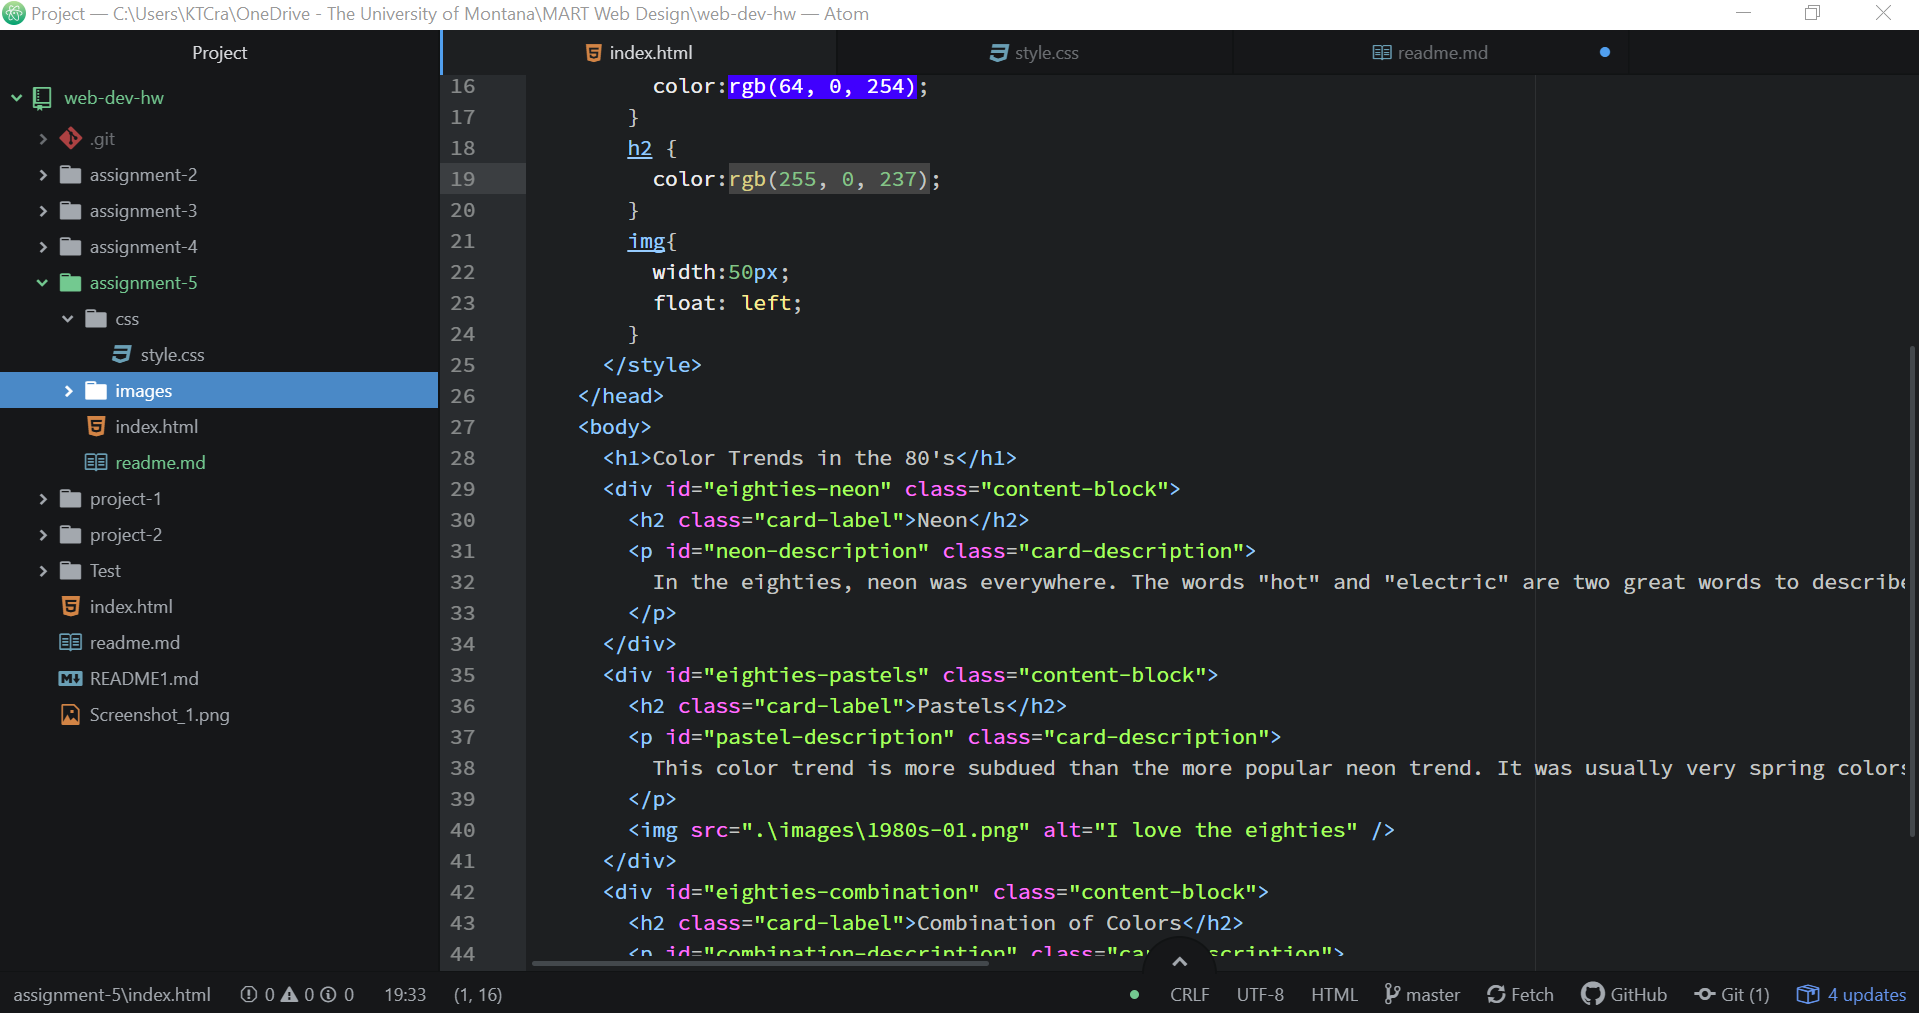 Project — C:\Users\KTCra\OneDrive - The University of Montana\MART Web Design\web-dev-hw — Atom
Project
web-dev-hw
.git
assignment-2
assignment-3
assignment-4
assignment-5
css
style.css
images
index.html
readme.md
project-1
project-2
Test
index.html
readme.md
README1.md
Screenshot_1.png
index.html
style.css
readme.md
16 color:rgb(64, 0, 254);
17 }
18 h2 {
19 color:rgb(255, 0, 237);
20 }
21 img{
22 width:50px;
23 float: left;
24 }
25 </style>
26 </head>
27 <body>
28 <h1>Color Trends in the 80's</h1>
29 <div id="eighties-neon" class="content-block">
30 <h2 class="card-label">Neon</h2>
31 <p id="neon-description" class="card-description">
32 In the eighties, neon was everywhere. The words "hot" and "electric" are two great words to describe
33 </p>
34 </div>
35 <div id="eighties-pastels" class="content-block">
36 <h2 class="card-label">Pastels</h2>
37 <p id="pastel-description" class="card-description">
38 This color trend is more subdued than the more popular neon trend. It was usually very spring colors
39 </p>
40 <img src=".\images\1980s-01.png" alt="I love the eighties" />
41 </div>
42 <div id="eighties-combination" class="content-block">
43 <h2 class="card-label">Combination of Colors</h2>
44 <p id="combination-description" class="ca scription">
assignment-5\index.html 0 0 0 19:33 (1, 16) CRLF UTF-8 HTML master Fetch GitHub Git (1) 4 updates